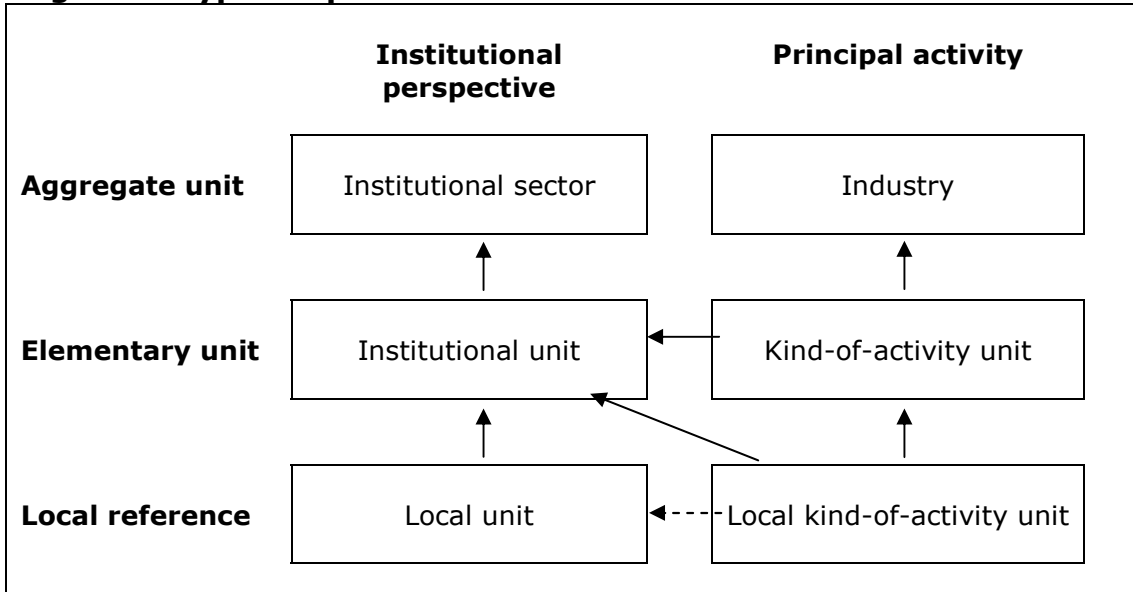 Institutional perspective
Principal activity
Aggregate unit
Institutional sector
Industry
Elementary unit
Institutional unit
Kind-of-activity unit
Local reference
Local unit
Local kind-of-activity unit